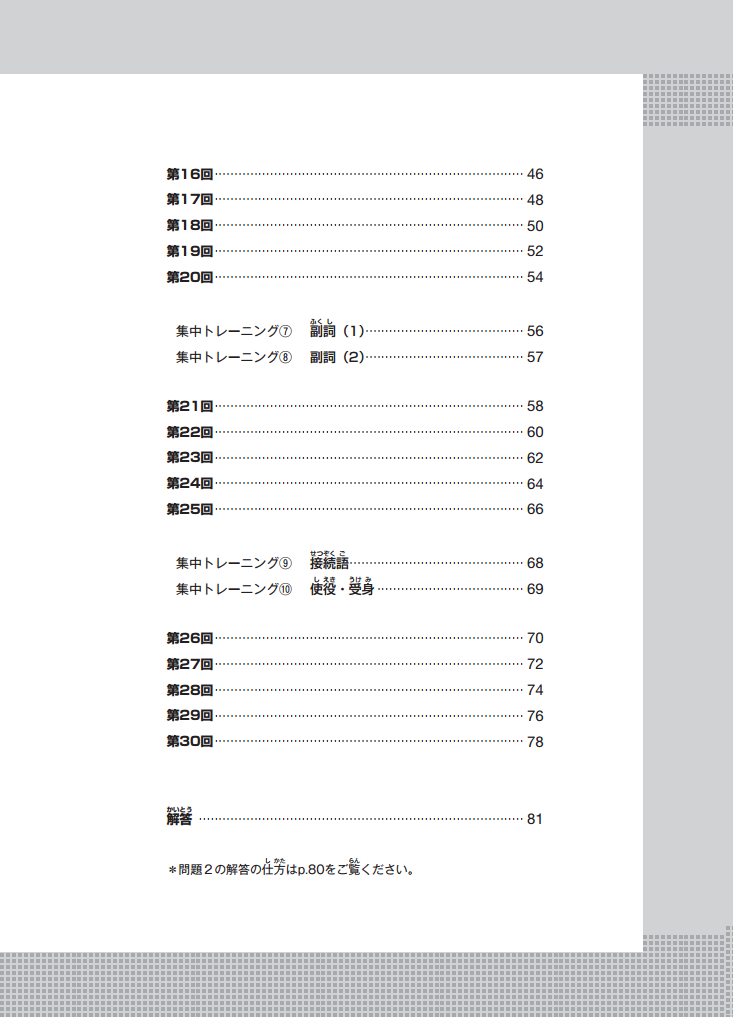 第16回 46
第17回 48
第18回 50
第19回 52
第20回 54
集中トレーニング⑦ 副詞（1） 56
集中トレーニング⑧ 副詞（2） 57
第21回 58
第22回 60
第23回 62
第24回 64
第25回 66
集中トレーニング⑨ 接続語 68
集中トレーニング⑩ 使役・受身 69
第26回 70
第27回 72
第28回 74
第29回 76
第30回 78
解答 81
＊問題２の解答の仕方はp.80をご覧ください。